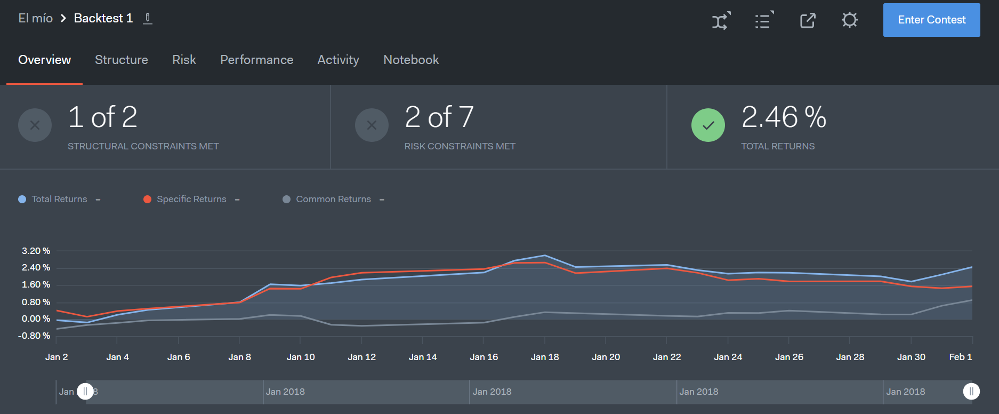 El mío > Backtest 1
Enter Contest
Overview Structure Risk Performance Activity Notebook
1 of 2
STRUCTURAL CONSTRAINTS MET
2 of 7
RISK CONSTRAINTS MET
2.46 %
TOTAL RETURNS
Total Returns – Specific Returns – Common Returns –
3.20 %
2.40 %
1.60 %
0.80 %
0.00 %
-0.80 %
Jan 2 Jan 4 Jan 6 Jan 8 Jan 10 Jan 12 Jan 14 Jan 16 Jan 18 Jan 20 Jan 22 Jan 24 Jan 26 Jan 28 Jan 30 Feb 1
Jan 8 Jan 2018 Jan 2018 Jan 2018 Jan 2018